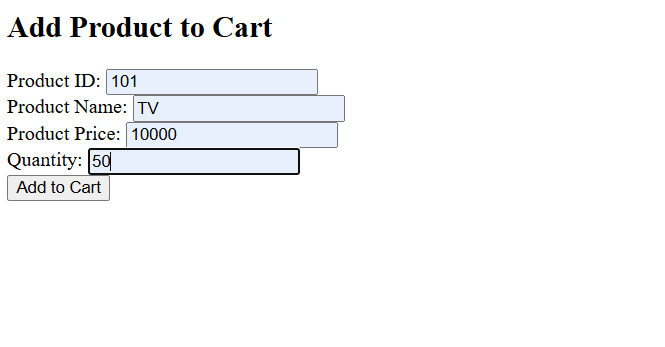 Add Product to Cart
Product ID: 101
Product Name: TV
Product Price: 10000
Quantity: 50
Add to Cart